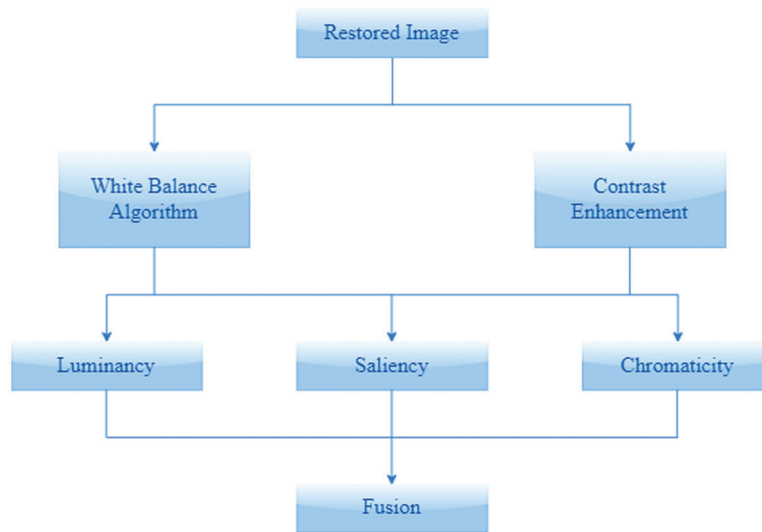 Restored Image
White Balance
Algorithm
Contrast
Enhancement
Luminancy
Saliency
Chromaticity
Fusion